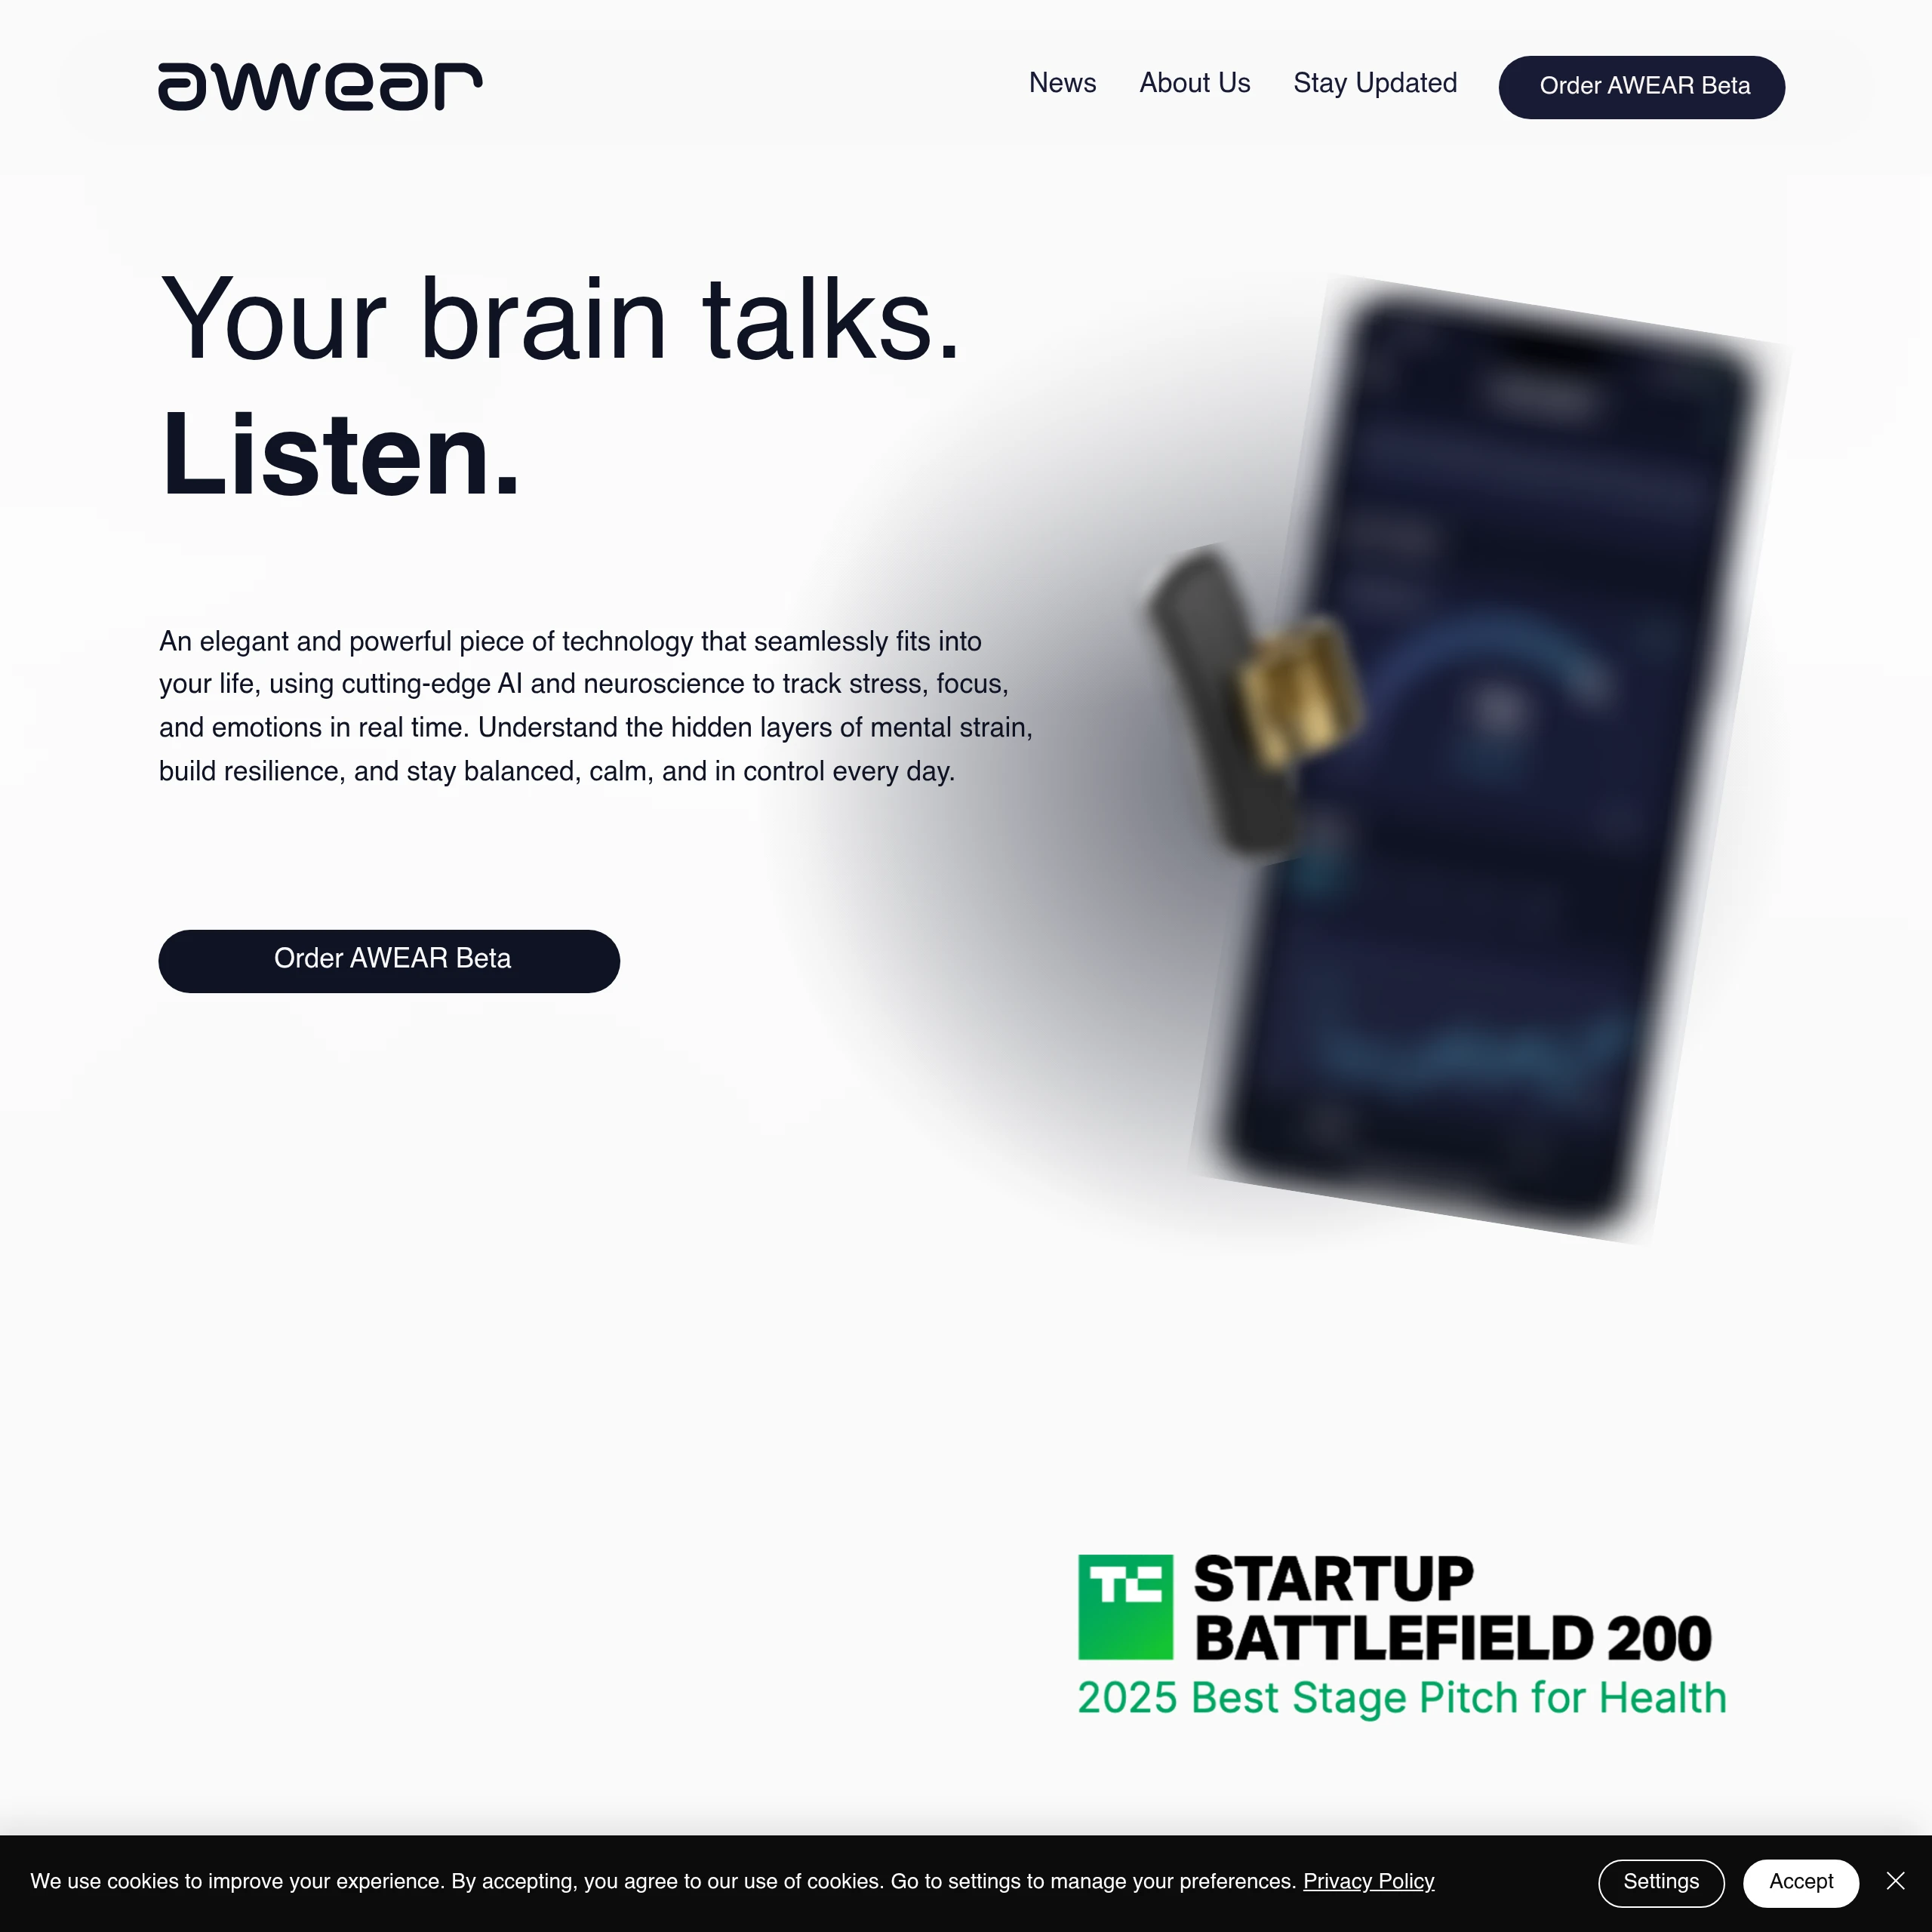 awear
News
About Us
Stay Updated
Order AWEAR Beta
Your brain talks.
Listen.
An elegant and powerful piece of technology that seamlessly fits into
your life, using cutting-edge AI and neuroscience to track stress, focus,
and emotions in real time. Understand the hidden layers of mental strain,
build resilience, and stay balanced, calm, and in control every day.
Order AWEAR Beta
TC
STARTUP
BATTLEFIELD 200
2025 Best Stage Pitch for Health
We use cookies to improve your experience. By accepting, you agree to our use of cookies. Go to settings to manage your preferences. Privacy Policy
Settings
Accept